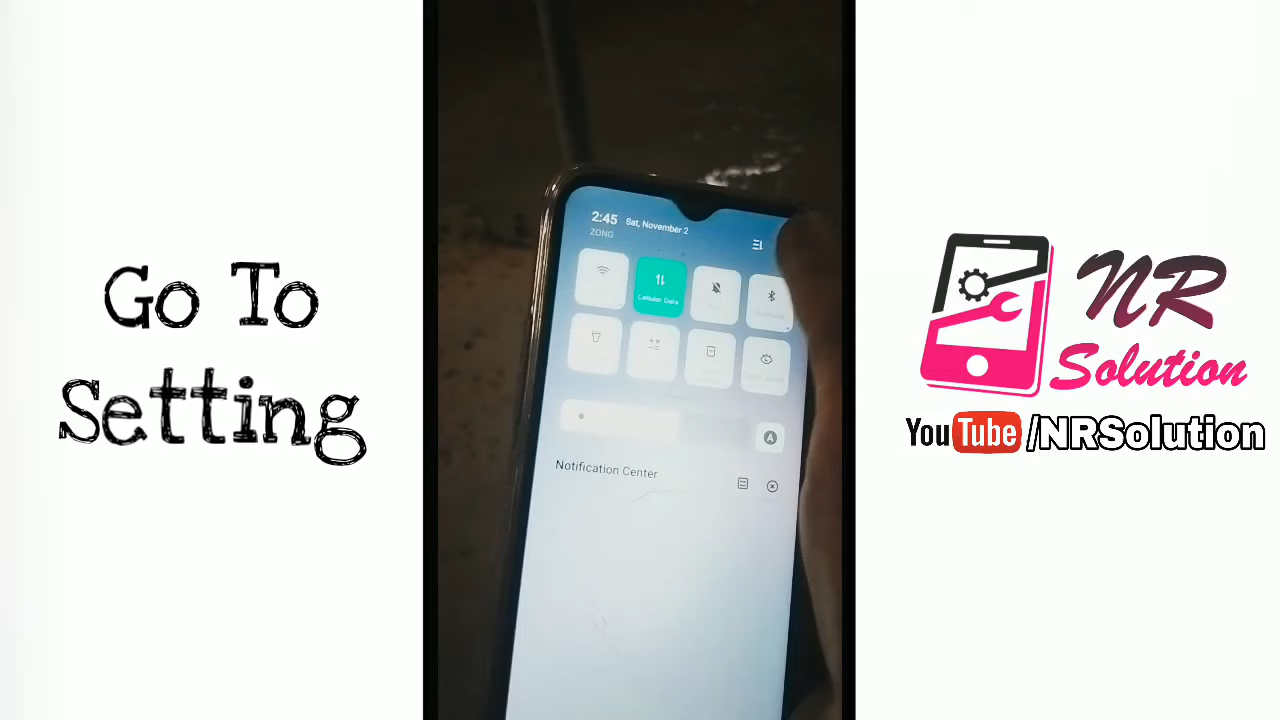 Go To
Setting
2:45 Sat, November 2
ZONG
Cellular Data
Notification Center
A
NR
Solution
YouTube/NRSolution